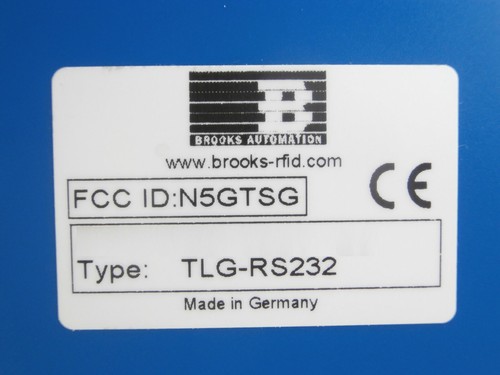 B
BROOKS AUTOMATION
www.brooks-rfid.com
FCC ID:N5GTSG
CE
Type: TLG-RS232
Made in Germany